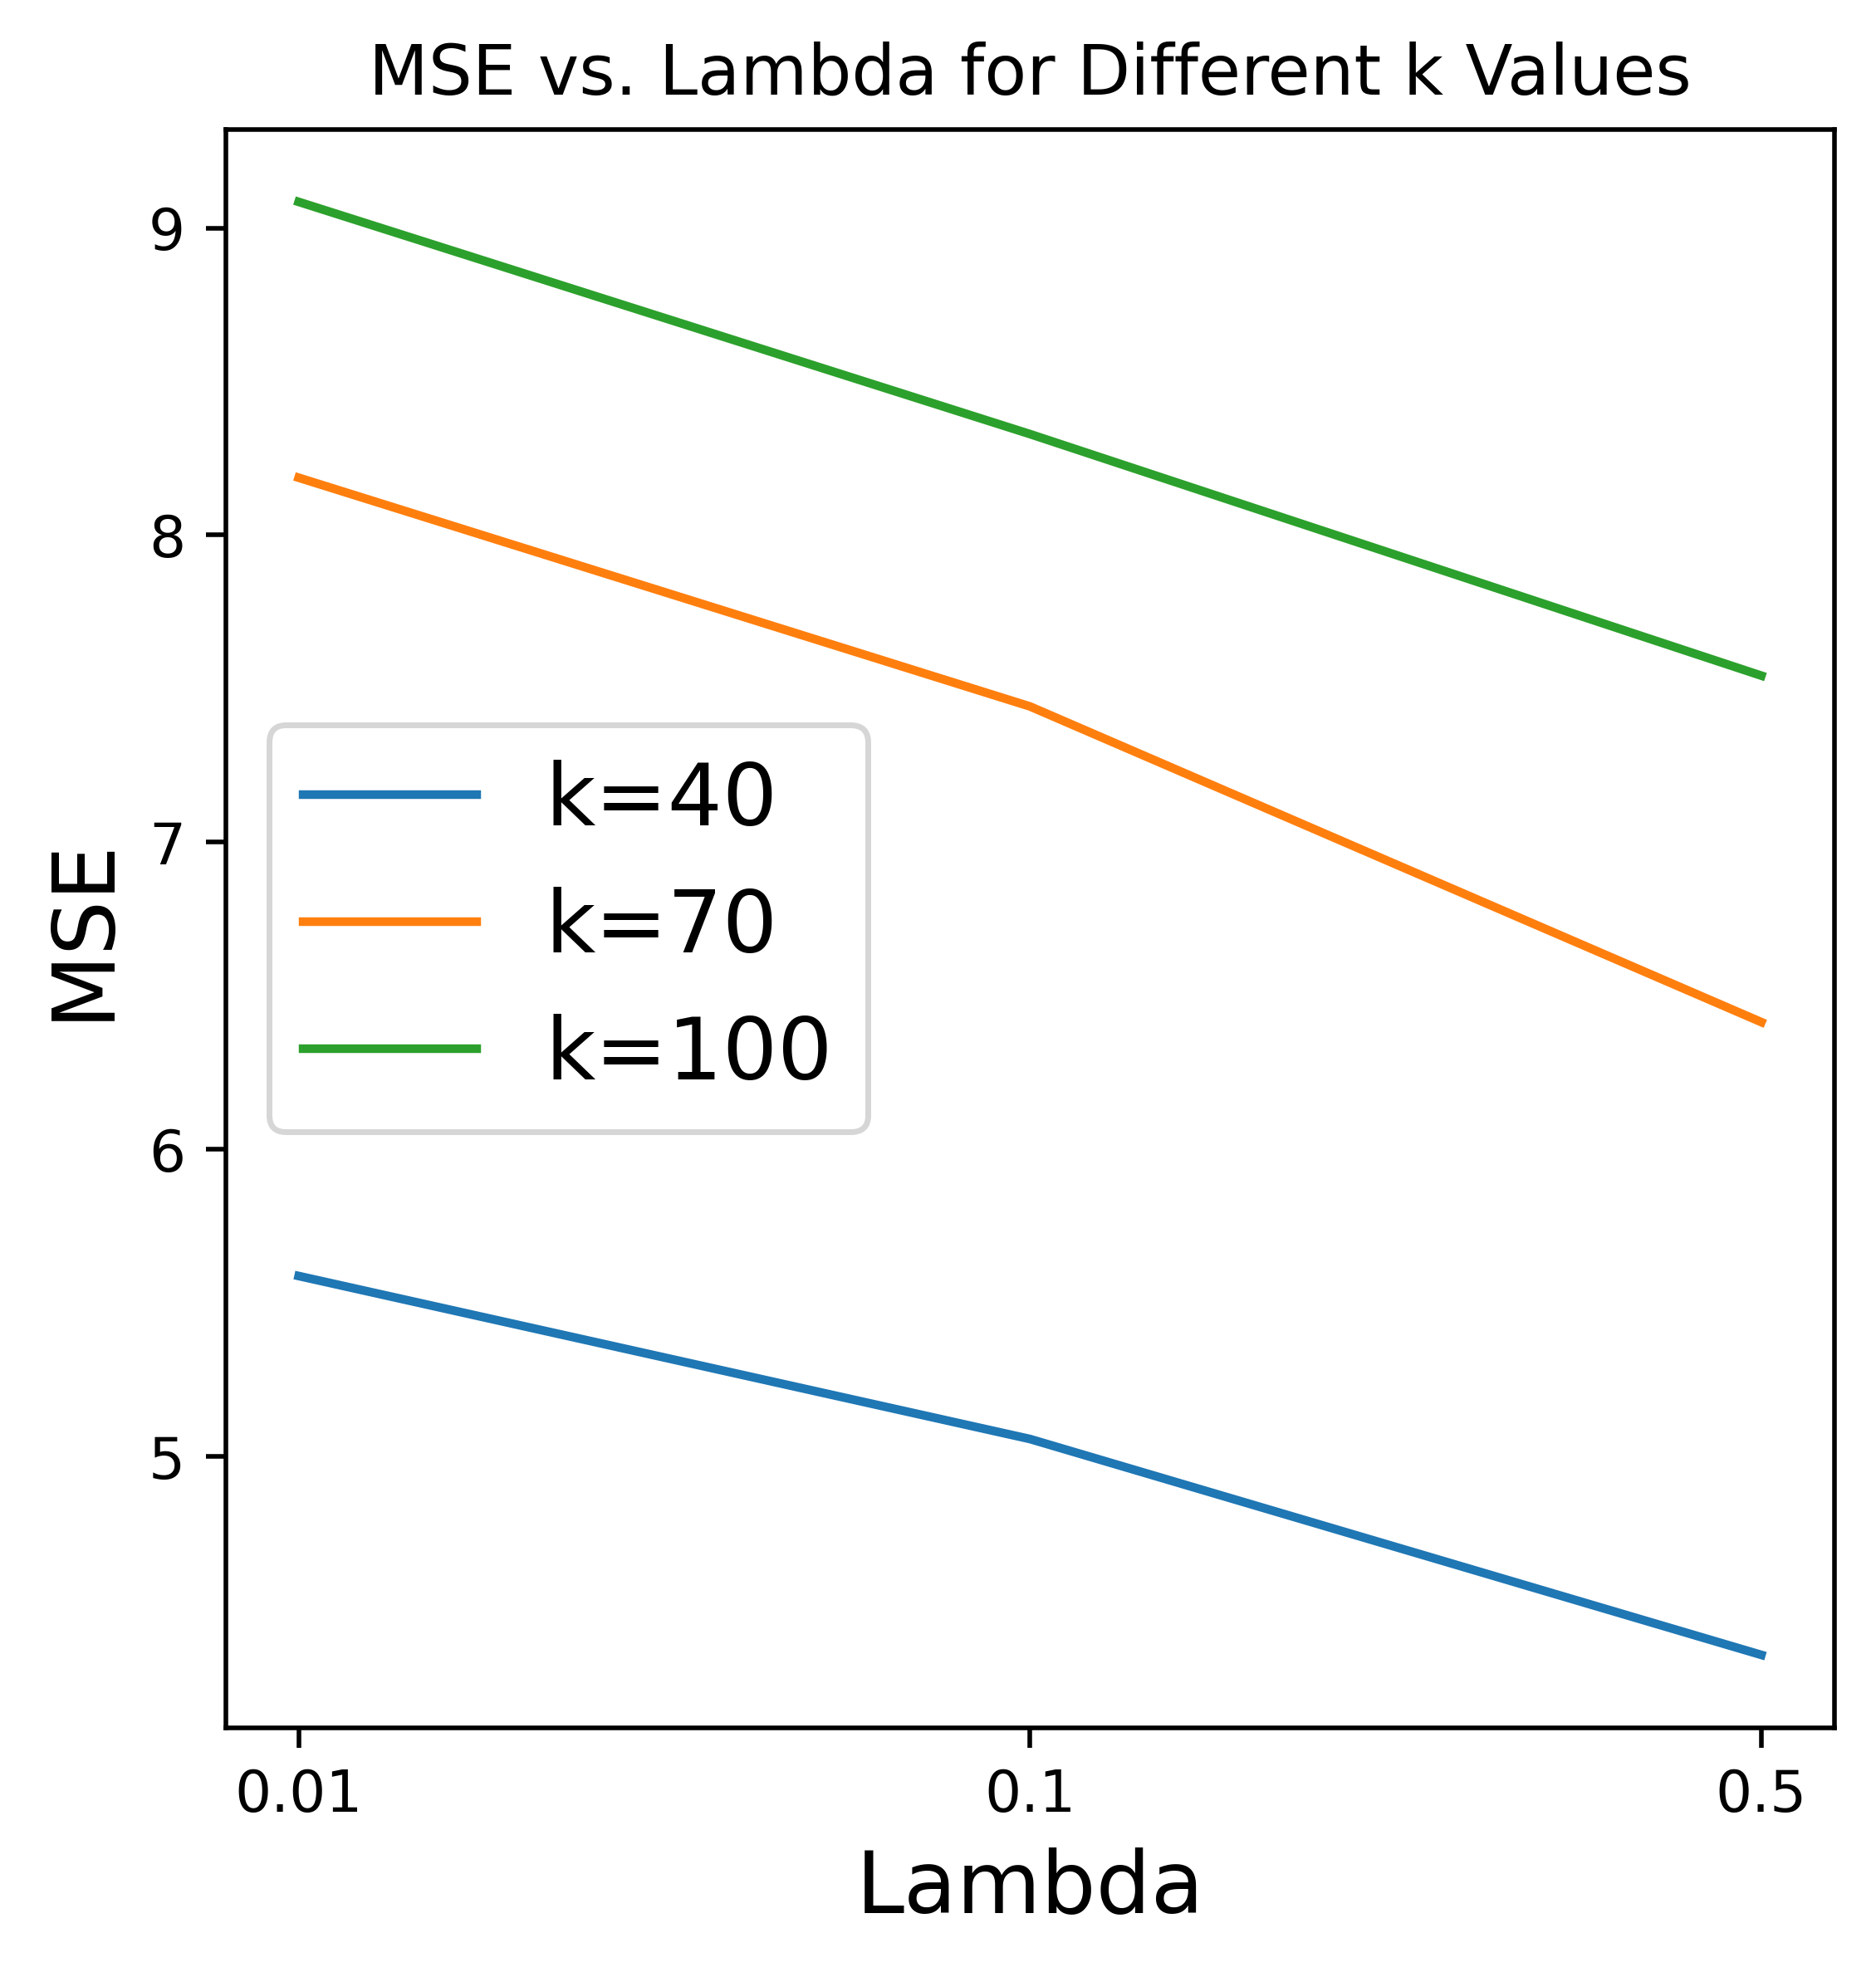 MSE vs. Lambda for Different k Values
9
8
7
6
5
MSE
k=40
k=70
k=100
0.01 0.1 0.5
Lambda